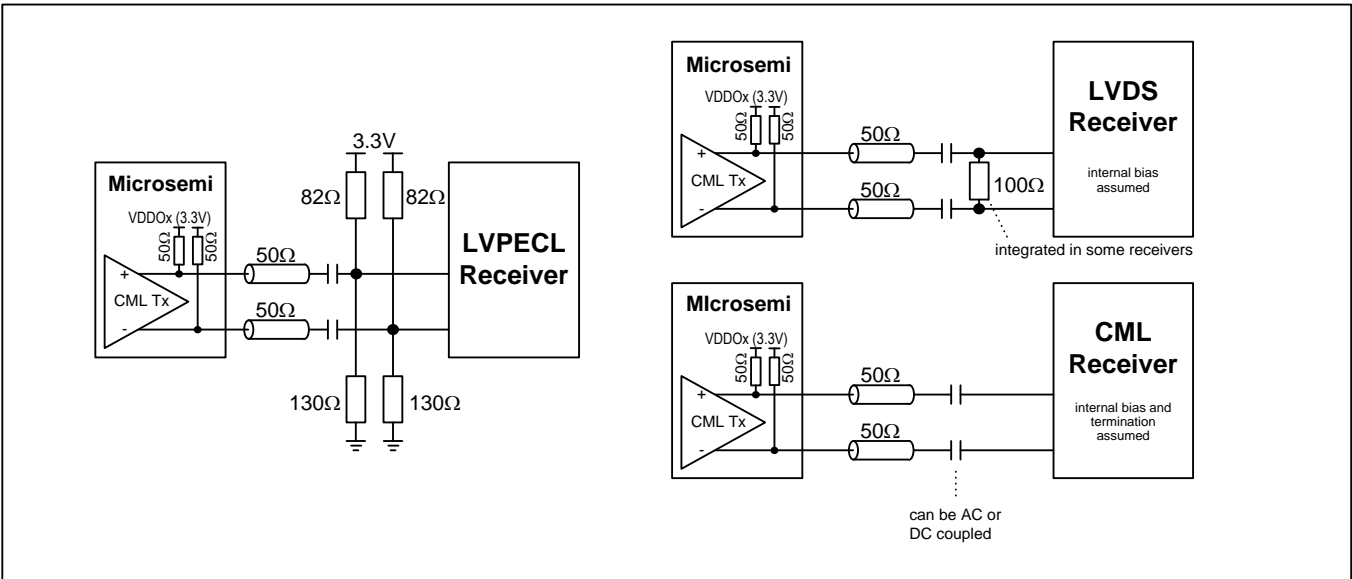 Microsemi
VDDOx (3.3V)
50Ω
50Ω
+
CML Tx
-
50Ω
50Ω
3.3V
82Ω
82Ω
130Ω
130Ω
LVPECL
Receiver
Microsemi
VDDOx (3.3V)
50Ω
50Ω
+
CML Tx
-
50Ω
50Ω
100Ω
LVDS
Receiver
internal bias
assumed
integrated in some receivers
MIcrosemi
VDDOx (3.3V)
50Ω
50Ω
+
CML Tx
-
50Ω
50Ω
CML
Receiver
internal bias and
termination
assumed
can be AC or
DC coupled